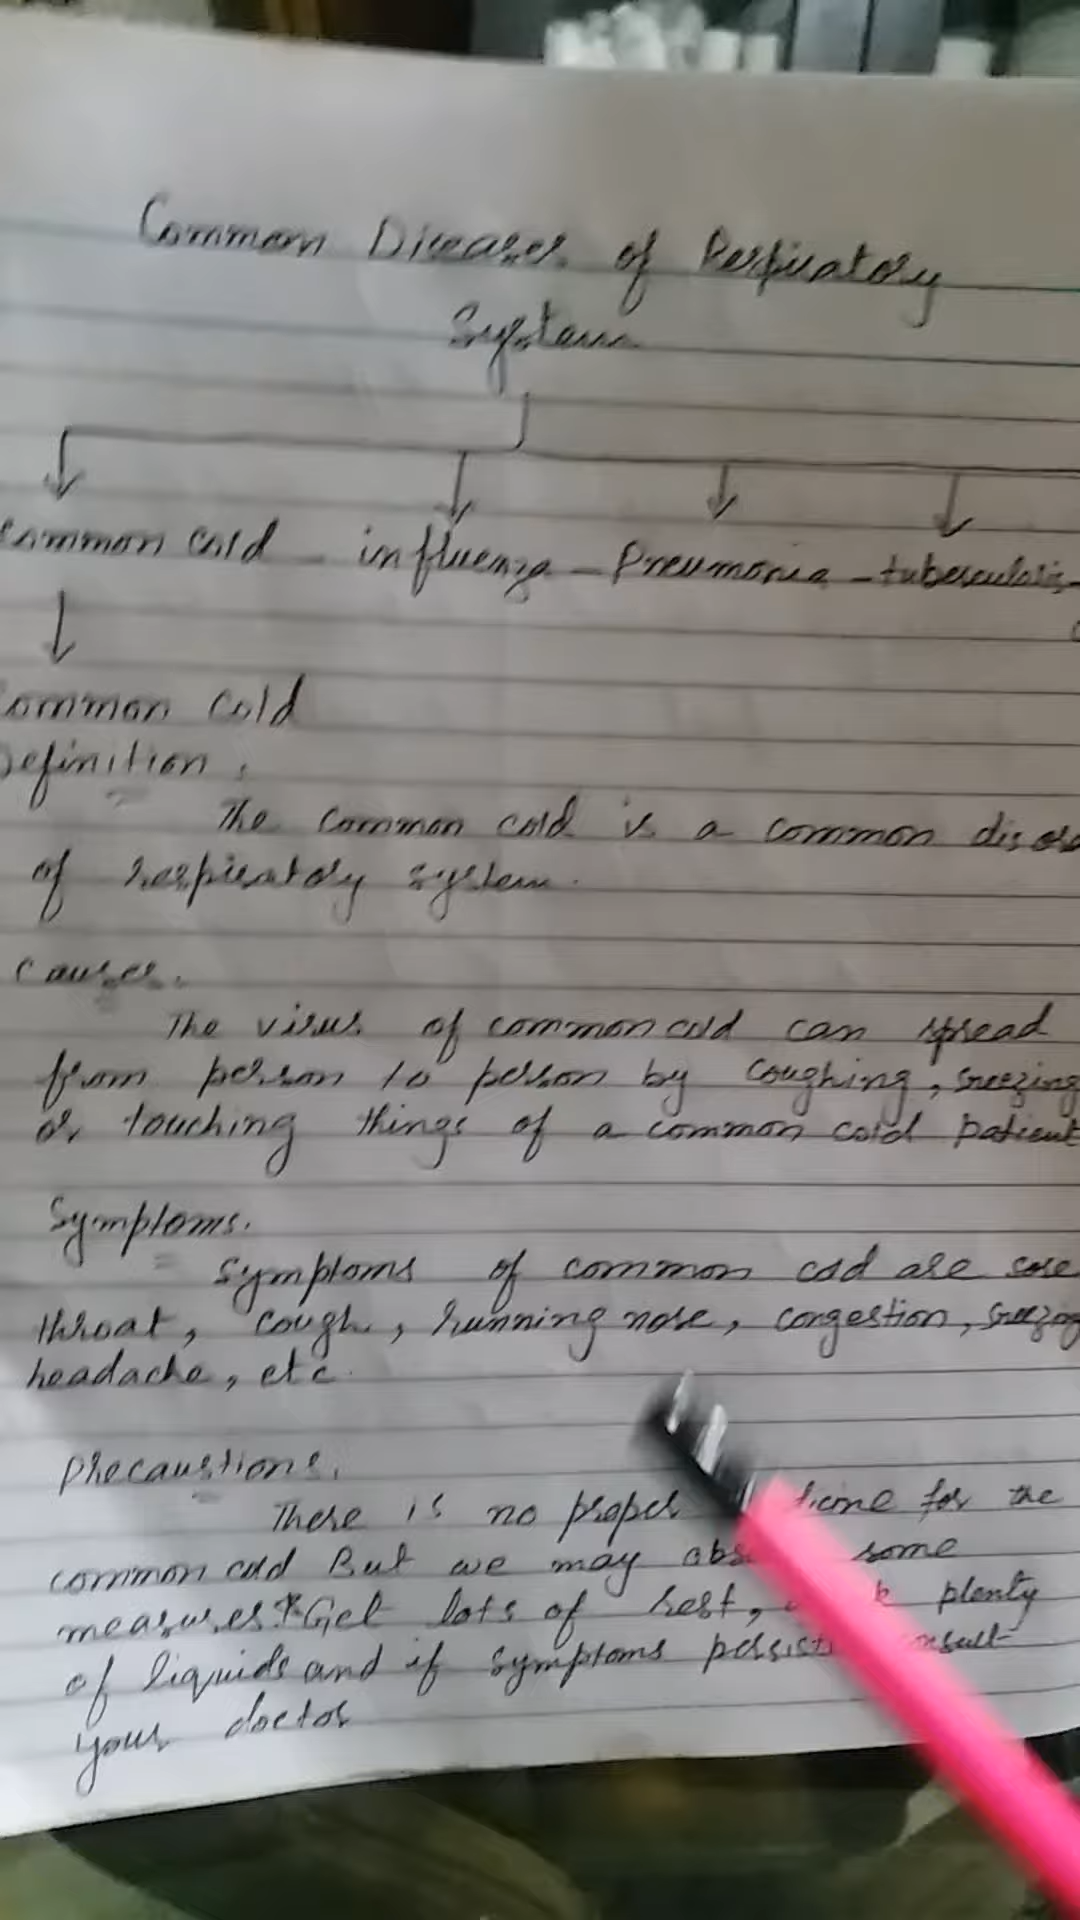 Common Diseases of Respiratory
System
common cold - influenza - Pneumonia - tuberculosis -
Common Cold
Definition.
The common cold is a common
of respiratory system.
Causes.
The virus of common cold can spread
from person to person by coughing, sneezing
or touching things of a common cold patient
Symptoms.
Symptoms of common cold are sore
throat, cough, running nose, congestion, sneezing
headache, etc.
Precaustions.
There is no proper for the
common cold But we may some
measures.*Get lots of rest, plenty
of liquids and if symptoms persist
your doctor